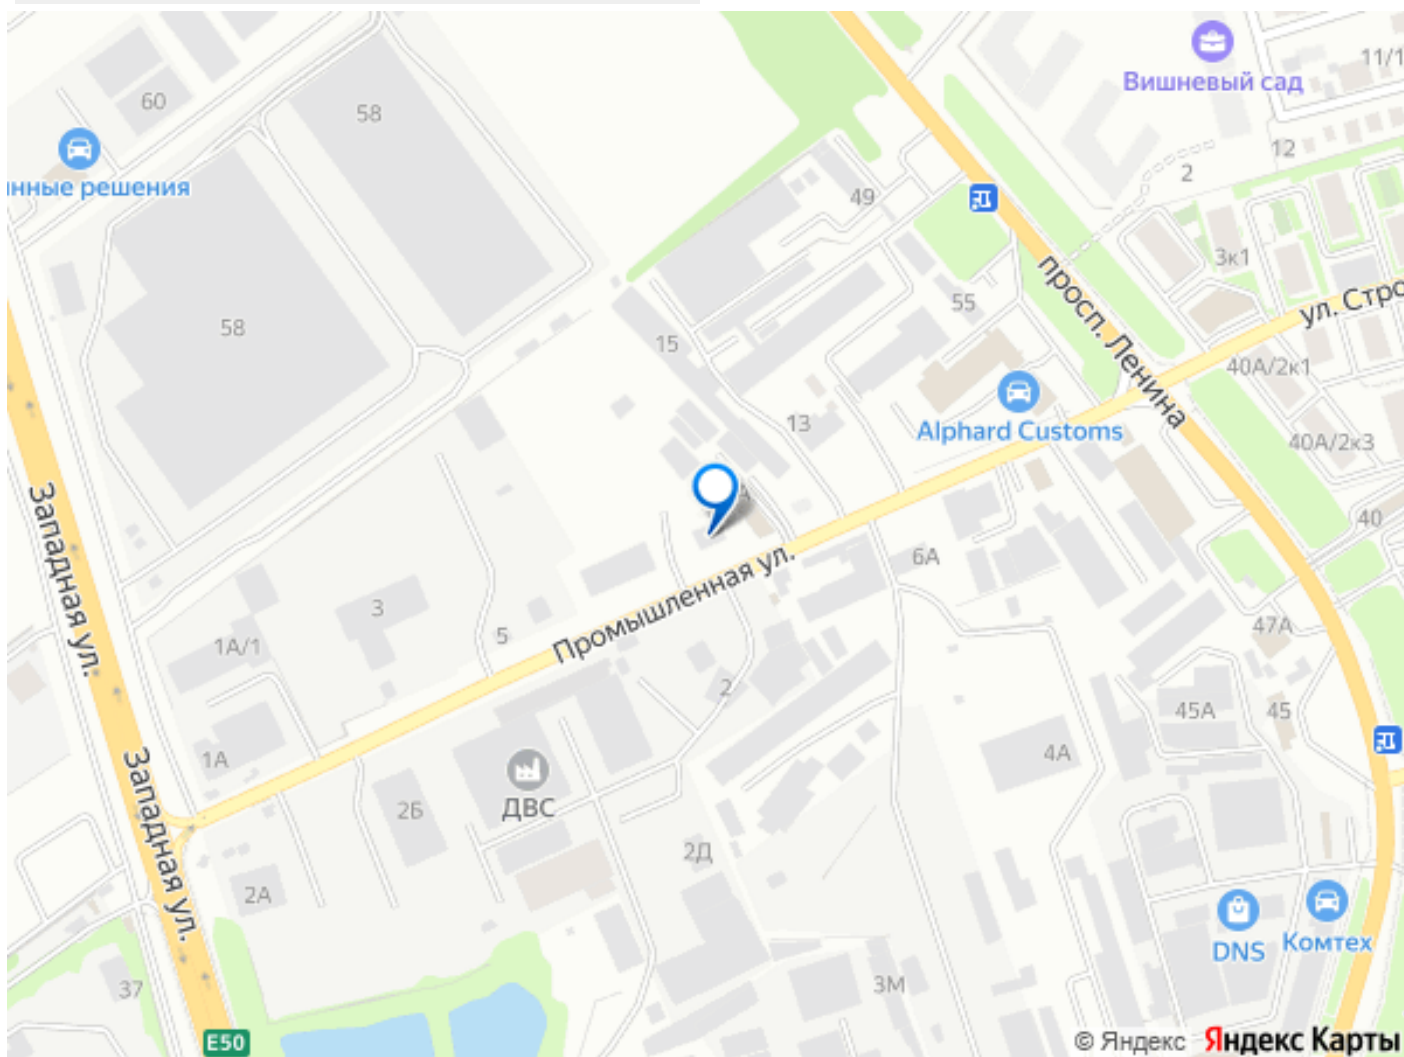 60
58
нные решения
Вишневый сад
11/1
12
2
49
3к1
58
15
55
просп. Ленина
ул. Стро
40А/2к1
13
Alphard Customs
40А/2к3
Западная ул.
40
6А
Промышленная ул.
3
1А/1
5
47А
2
45А
45
4А
1А
Западная ул.
ДВС
2Б
2Д
2А
DNS
Комтех
37
3М
E50
© Яндекс Яндекс Карты